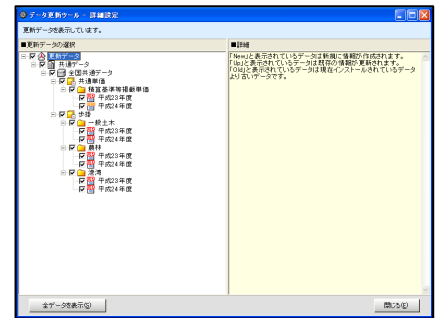 データ更新ツール - 詳細設定
更新データを表示しています。
■更新データの選択
更新データ
共通データ
全国共通データ
共通単価
積算基準等掲載単価
平成23年度
平成24年度
歩掛
一般土木
平成23年度
平成24年度
農林
平成23年度
平成24年度
港湾
平成23年度
平成24年度
■詳細
「New」と表示されているデータは新規に情報が作成されます。
「Up」と表示されているデータは既存の情報が更新されます。
「Old」と表示されているデータは現在インストールされているデータ
より古いデータです。
全データを表示(S)
閉じる(E)